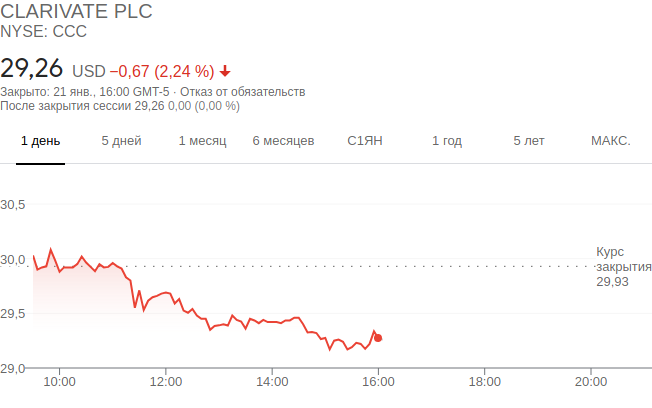 CLARIVATE PLC
NYSE: CCC
29,26 USD −0,67 (2,24 %)
Закрыто: 21 янв., 16:00 GMT-5 · Отказ от обязательств
После закрытия сессии 29,26 0,00 (0,00 %)
1 день 5 дней 1 месяц 6 месяцев С1ЯН 1 год 5 лет МАКС.
30,5
30,0
29,5
29,0
Курс
закрытия
29,93
10:00 12:00 14:00 16:00 18:00 20:00